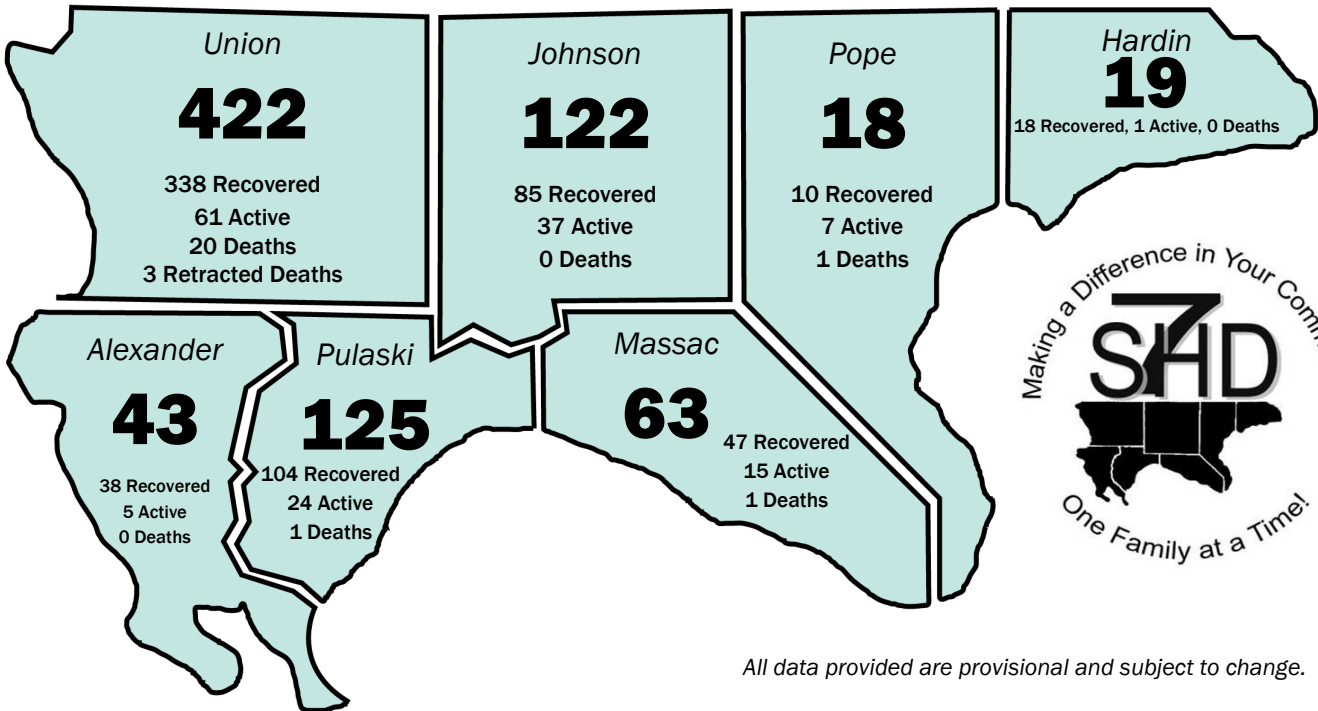 Union
422
338 Recovered
61 Active
20 Deaths
3 Retracted Deaths
Johnson
122
85 Recovered
37 Active
0 Deaths
Pope
18
10 Recovered
7 Active
1 Deaths
Hardin
19
18 Recovered, 1 Active, 0 Deaths
Alexander
43
38 Recovered
5 Active
0 Deaths
Pulaski
125
104 Recovered
24 Active
1 Deaths
Massac
63
47 Recovered
15 Active
1 Deaths
Making a Difference in Your
S7HD
One Family at a Time!
All data provided are provisional and subject to change.